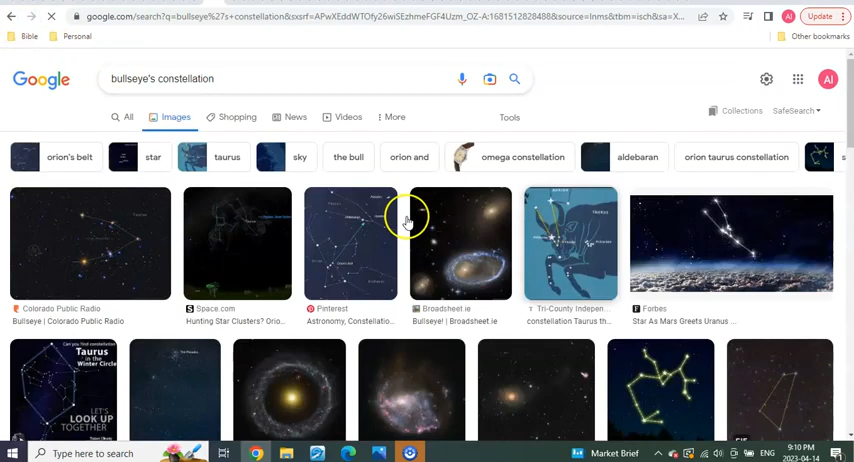 google.com/search?q=bullseye%27s+constellation&sxsrf=APwXEddWTOfy26wiSEzhmeFGF4Uzm_OZ-A:1681512828488&source=lnms&tbm=isch&sa=X...
Update
Bible
Personal
Other bookmarks
Google
bullseye's constellation
AI
All
Images
Shopping
News
Videos
More
Tools
Collections
SafeSearch
orion's belt
star
taurus
sky
the bull
orion and
omega constellation
aldebaran
orion taurus constellation
Colorado Public Radio
Bullseye | Colorado Public Radio
Space.com
Hunting Star Clusters? Orio...
Pinterest
Astronomy, Constellatio...
Broadsheet.ie
Bullseye! | Broadsheet.ie
Tri-County Indepen...
constellation Taurus th...
Forbes
Star As Mars Greets Uranus ...
Can you find constellation
Taurus
in the
Winter Circle
LET'S
LOOK UP
TOGETHER
Type here to search
Market Brief
ENG
9:10 PM
2023-04-14